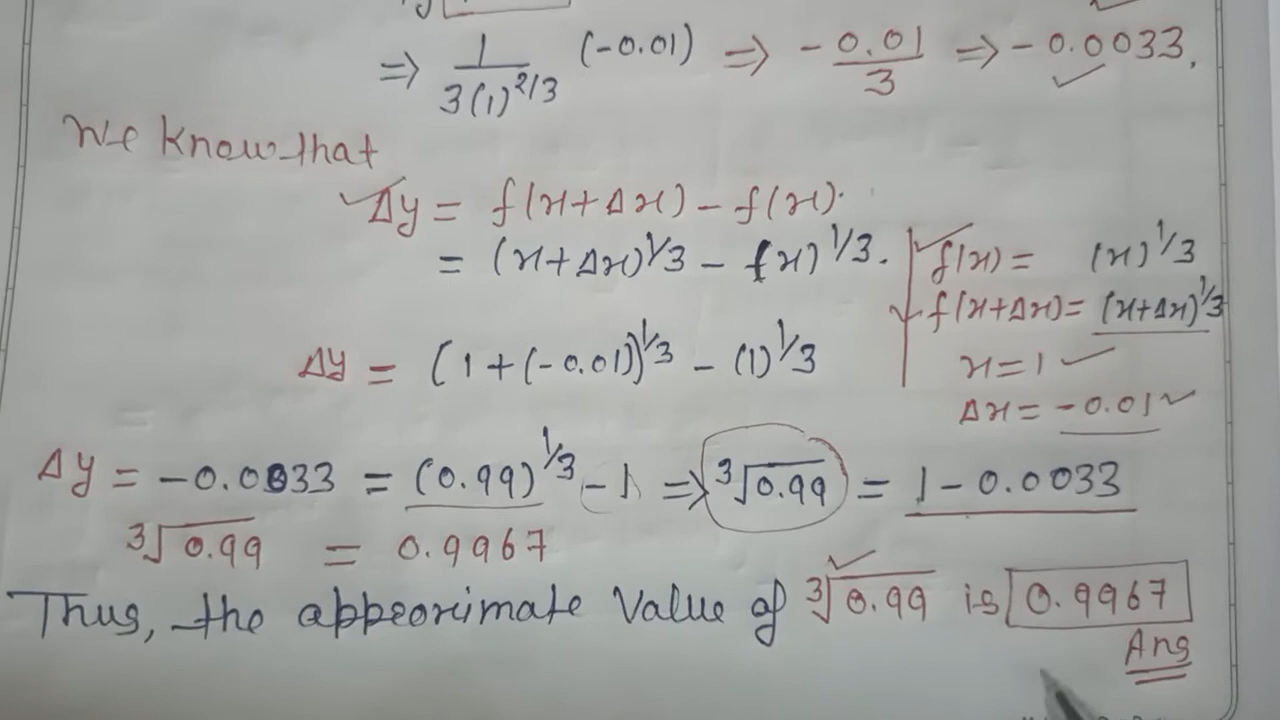 ⇒ 1/3(1)^2/3 (-0.01) ⇒ -0.01/3 ⇒ -0.0033.
We know that
Δy = f(x+Δx) - f(x).
= (x+Δx)^1/3 - (x)^1/3.
f(x) = (x)^1/3
f(x+Δx) = (x+Δx)^1/3
x = 1
Δx = -0.01
Δy = (1+(-0.01))^1/3 - (1)^1/3
Δy = -0.0033 = (0.99)^1/3 - 1 ⇒ ∛0.99 = 1 - 0.0033
∛0.99 = 0.9967
Thus, the appeorimate Value of ∛0.99 is 0.9967
Ans